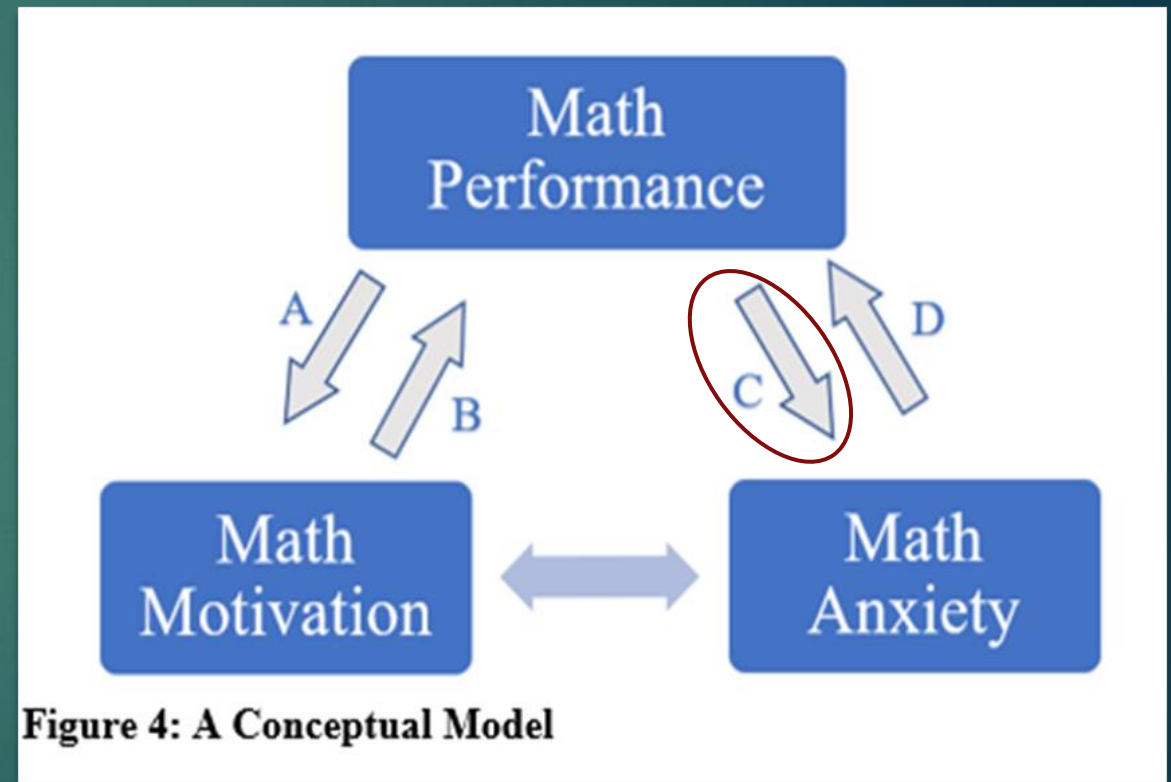 Math
Performance
A
B
C
D
Math
Motivation
Math
Anxiety
Figure 4: A Conceptual Model